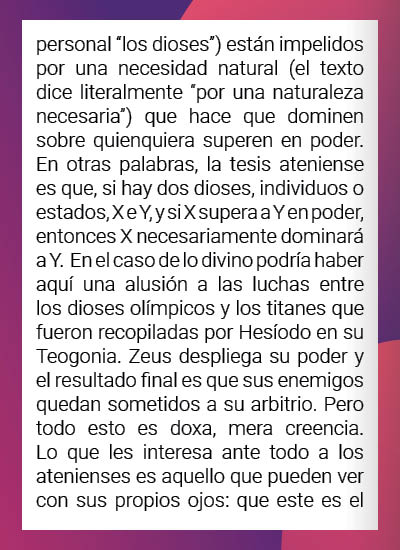 personal “los dioses”) están impelidos
por una necesidad natural (el texto
dice literalmente “por una naturaleza
necesaria”) que hace que dominen
sobre quienquiera superen en poder.
En otras palabras, la tesis ateniense
es que, si hay dos dioses, individuos o
estados, X e Y, y si X supera a Y en poder,
entonces X necesariamente dominará
a Y. En el caso de lo divino podría haber
aquí una alusión a las luchas entre
los dioses olímpicos y los titanes que
fueron recopiladas por Hesíodo en su
Teogonia. Zeus despliega su poder y
el resultado final es que sus enemigos
quedan sometidos a su arbitrio. Pero
todo esto es doxa, mera creencia.
Lo que les interesa ante todo a los
atenienses es aquello que pueden ver
con sus propios ojos: que este es el